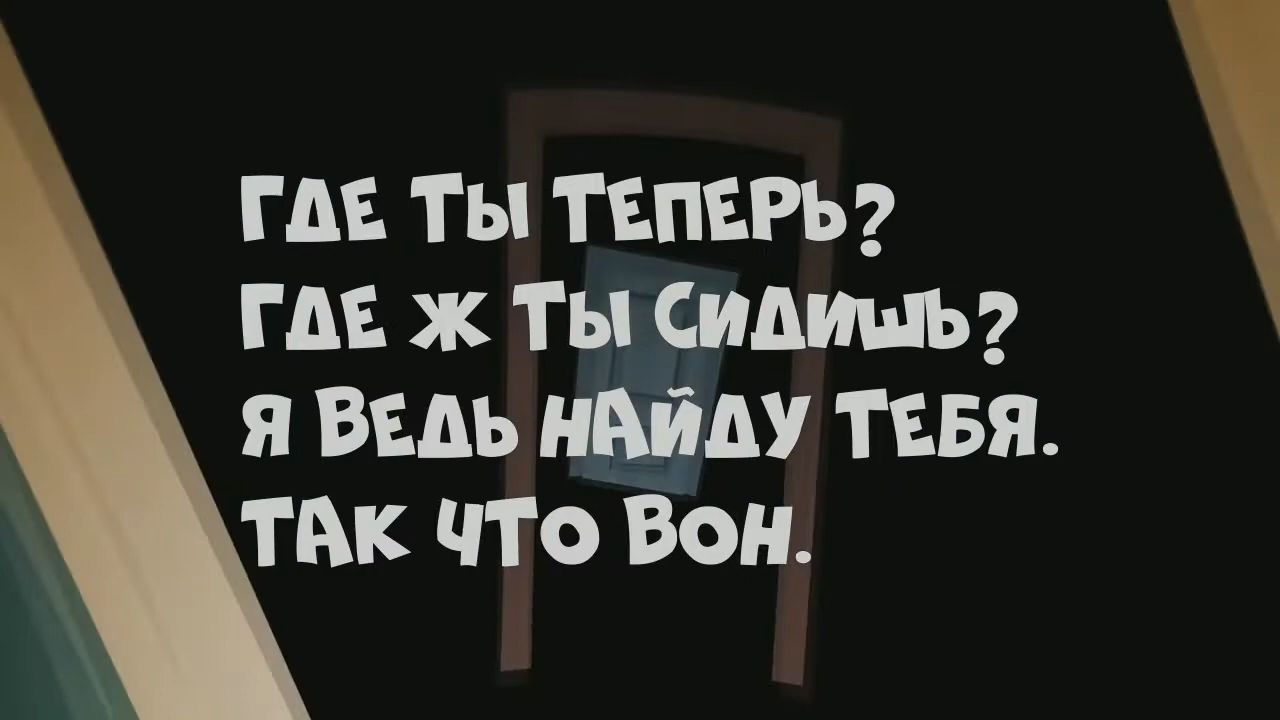 ГДЕ ТЫ ТЕПЕРЬ?
ГДЕ Ж ТЫ СИДИШЬ?
Я ВЕДЬ НАЙДУ ТЕБЯ.
ТАК ЧТО ВОН.